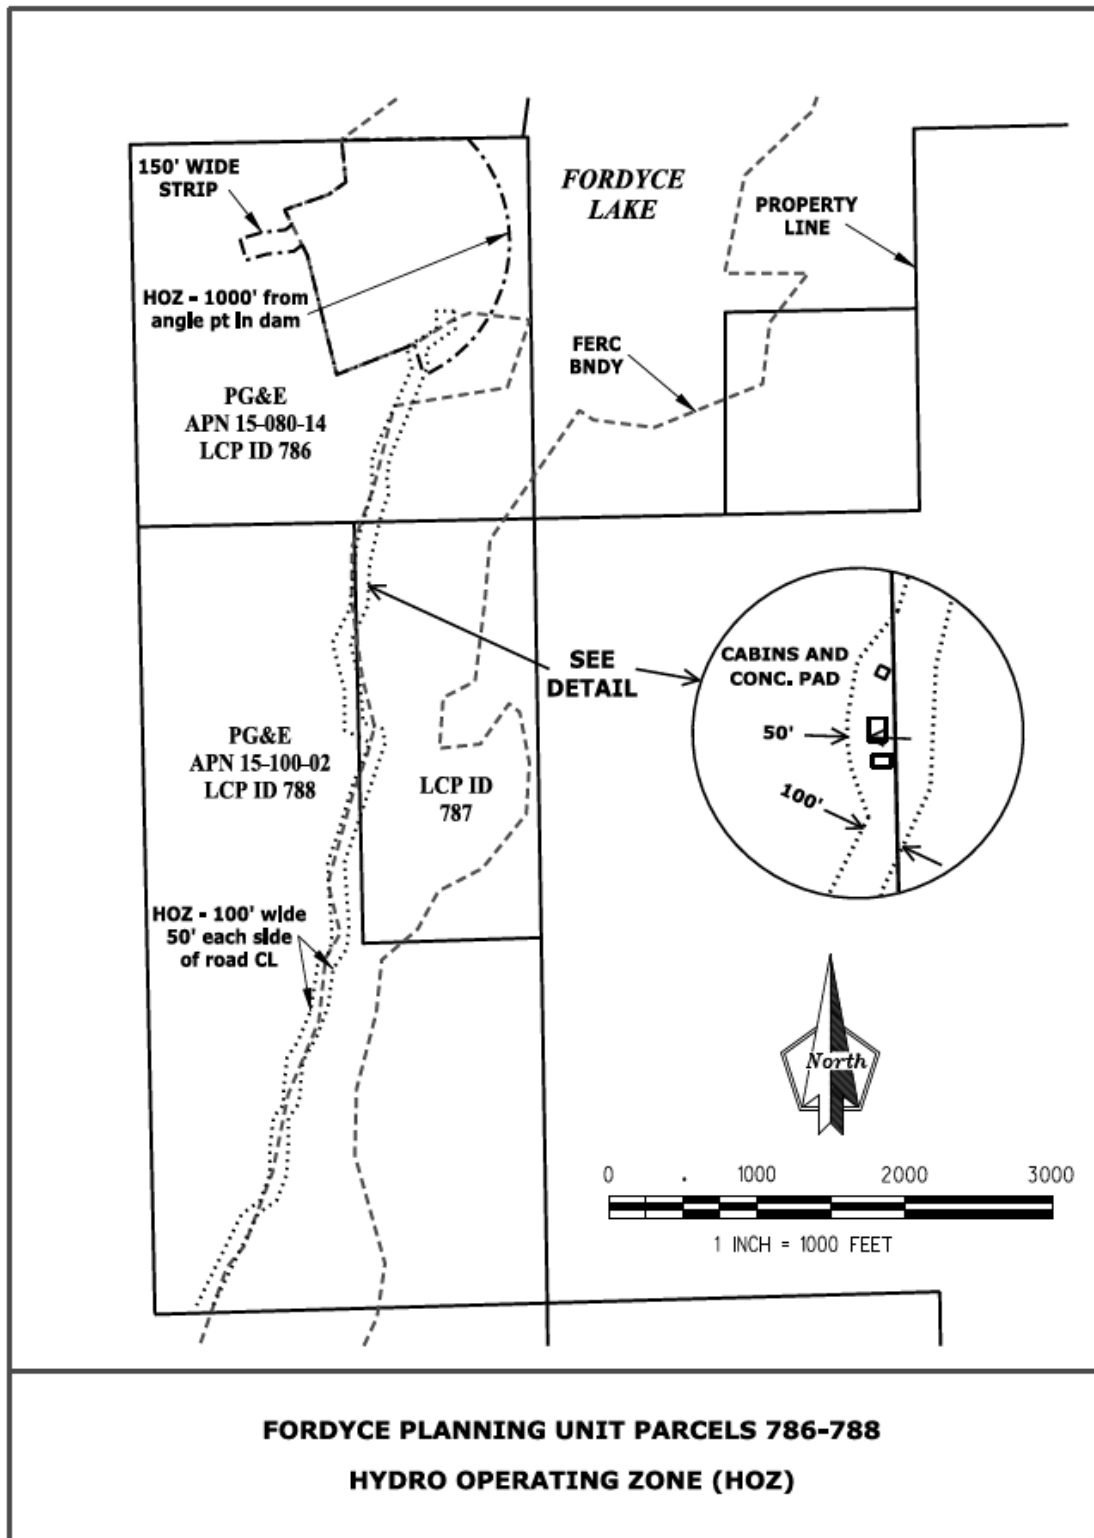 150' WIDE
STRIP
FORDYCE
LAKE
PROPERTY
LINE
HOZ - 1000' from
angle pt in dam
FERC
BNDY
PG&E
APN 15-080-14
LCP ID 786
SEE
DETAIL
CABINS AND
CONC. PAD
50'
100'
PG&E
APN 15-100-02
LCP ID 788
LCP ID
787
HOZ - 100' wide
50' each side
of road CL
North
0 1000 2000 3000
1 INCH = 1000 FEET
FORDYCE PLANNING UNIT PARCELS 786-788
HYDRO OPERATING ZONE (HOZ)